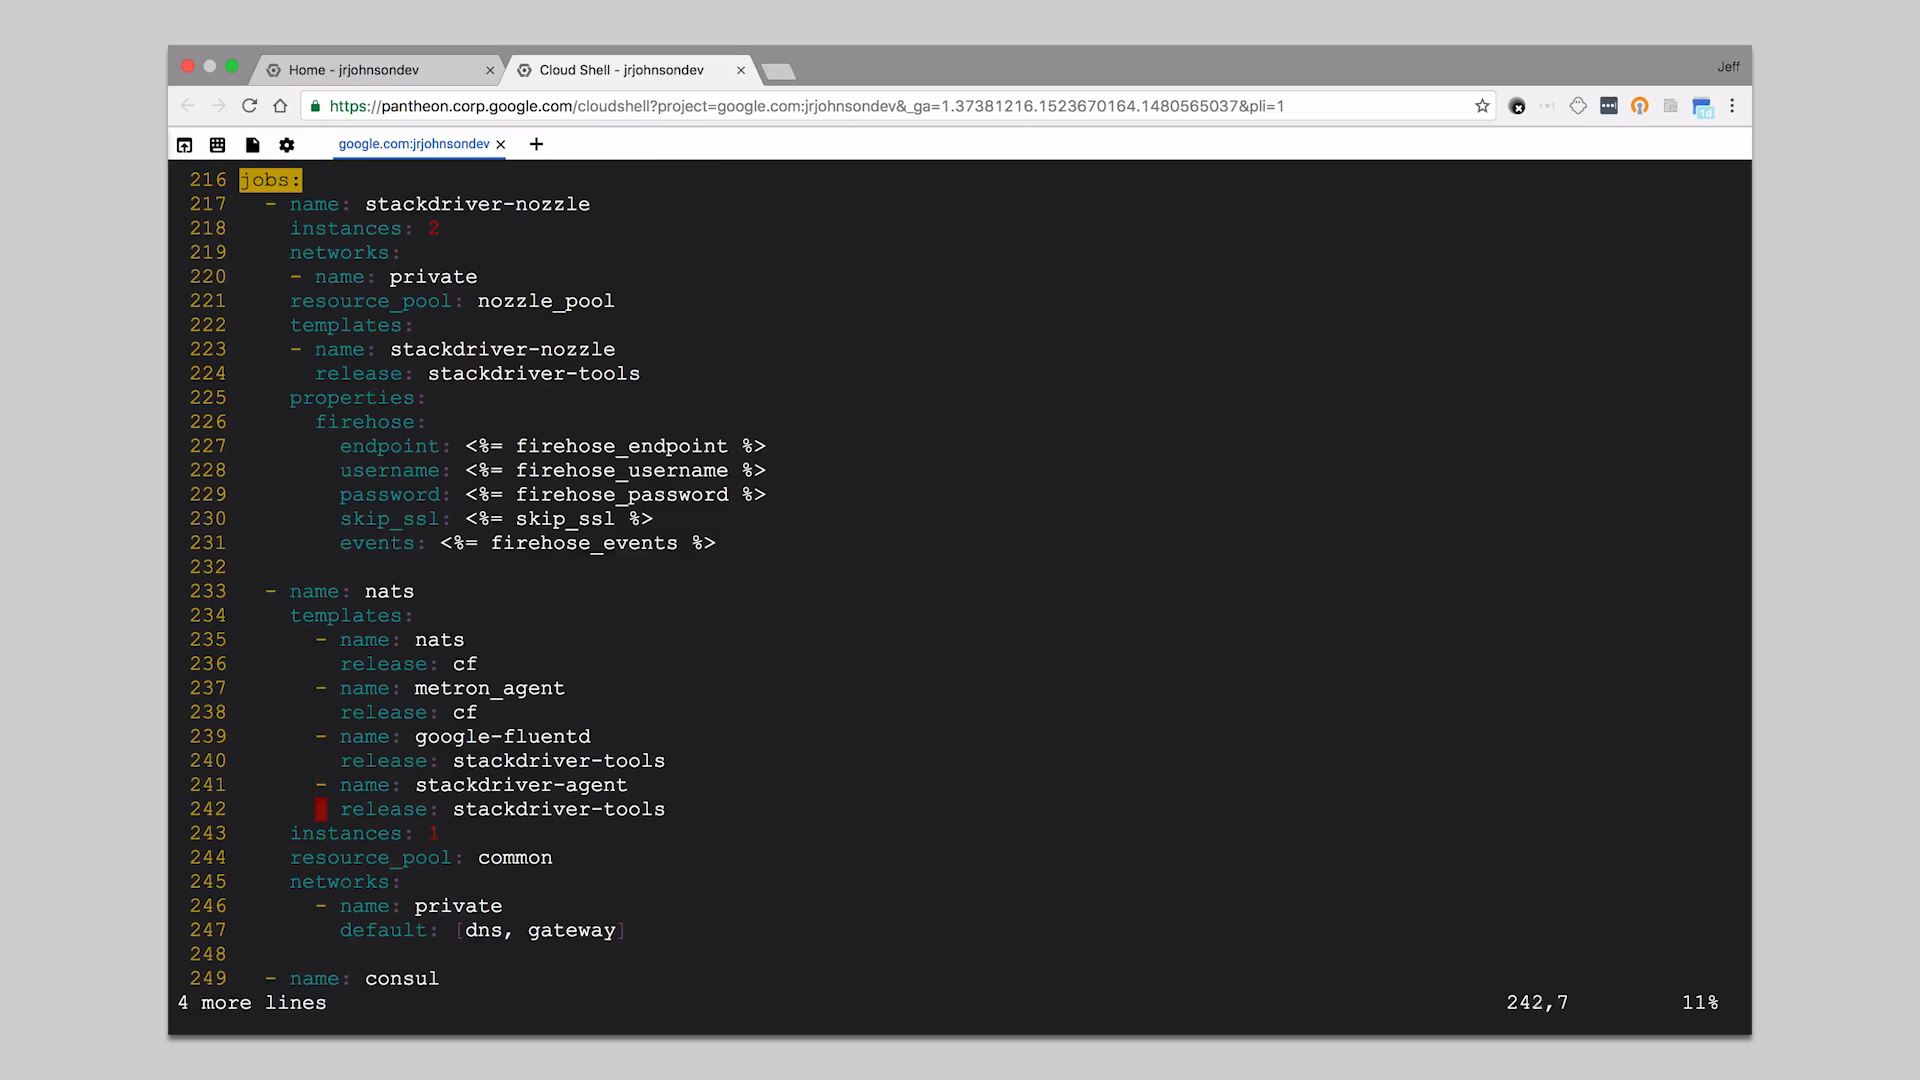 Home - jrjohnsondev
Cloud Shell - jrjohnsondev
Jeff
https://pantheon.corp.google.com/cloudshell?project=google.com:jrjohnsondev&_ga=1.37381216.1523670164.1480565037&pli=1
1d
google.com:jrjohnsondev
216 jobs:
217   - name: stackdriver-nozzle
218     instances: 2
219     networks:
220     - name: private
221     resource_pool: nozzle_pool
222     templates:
223     - name: stackdriver-nozzle
224       release: stackdriver-tools
225     properties:
226       firehose:
227         endpoint: <%= firehose_endpoint %>
228         username: <%= firehose_username %>
229         password: <%= firehose_password %>
230         skip_ssl: <%= skip_ssl %>
231         events: <%= firehose_events %>
232
233   - name: nats
234     templates:
235       - name: nats
236         release: cf
237       - name: metron_agent
238         release: cf
239       - name: google-fluentd
240         release: stackdriver-tools
241       - name: stackdriver-agent
242         release: stackdriver-tools
243     instances: 1
244     resource_pool: common
245     networks:
246       - name: private
247         default: [dns, gateway]
248
249   - name: consul
4 more lines 242,7 11%